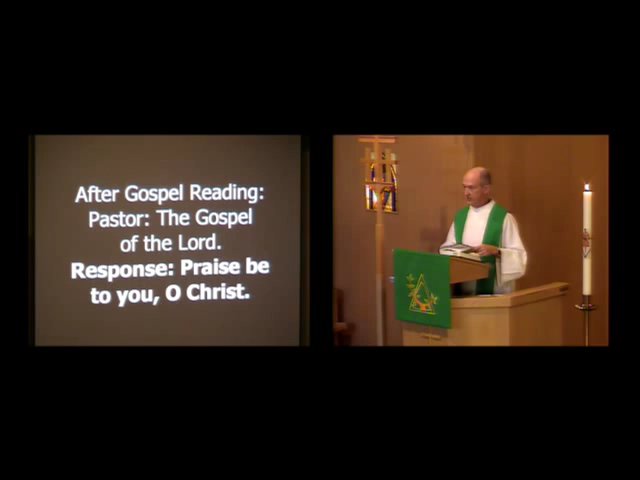 After Gospel Reading:
Pastor: The Gospel
of the Lord.
Response: Praise be
to you, O Christ.